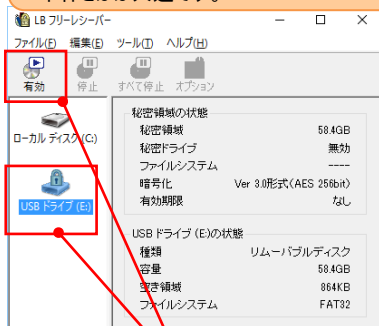 LB フリーレシーバー
ファイル(F) 編集(E) ツール(T) ヘルプ(H)
有効 停止 すべて停止 オプション
ローカル ディスク (C:)
USB ドライブ (E:)
秘密領域の状態
秘密領域 58.4GB
秘密ドライブ 無効
ファイルシステム ----
暗号化 Ver 3.0形式(AES 256bit)
有効期限 なし
USB ドライブ (E:)の状態
種類 リムーバブルディスク
容量 58.4GB
空き領域 864KB
ファイルシステム FAT32